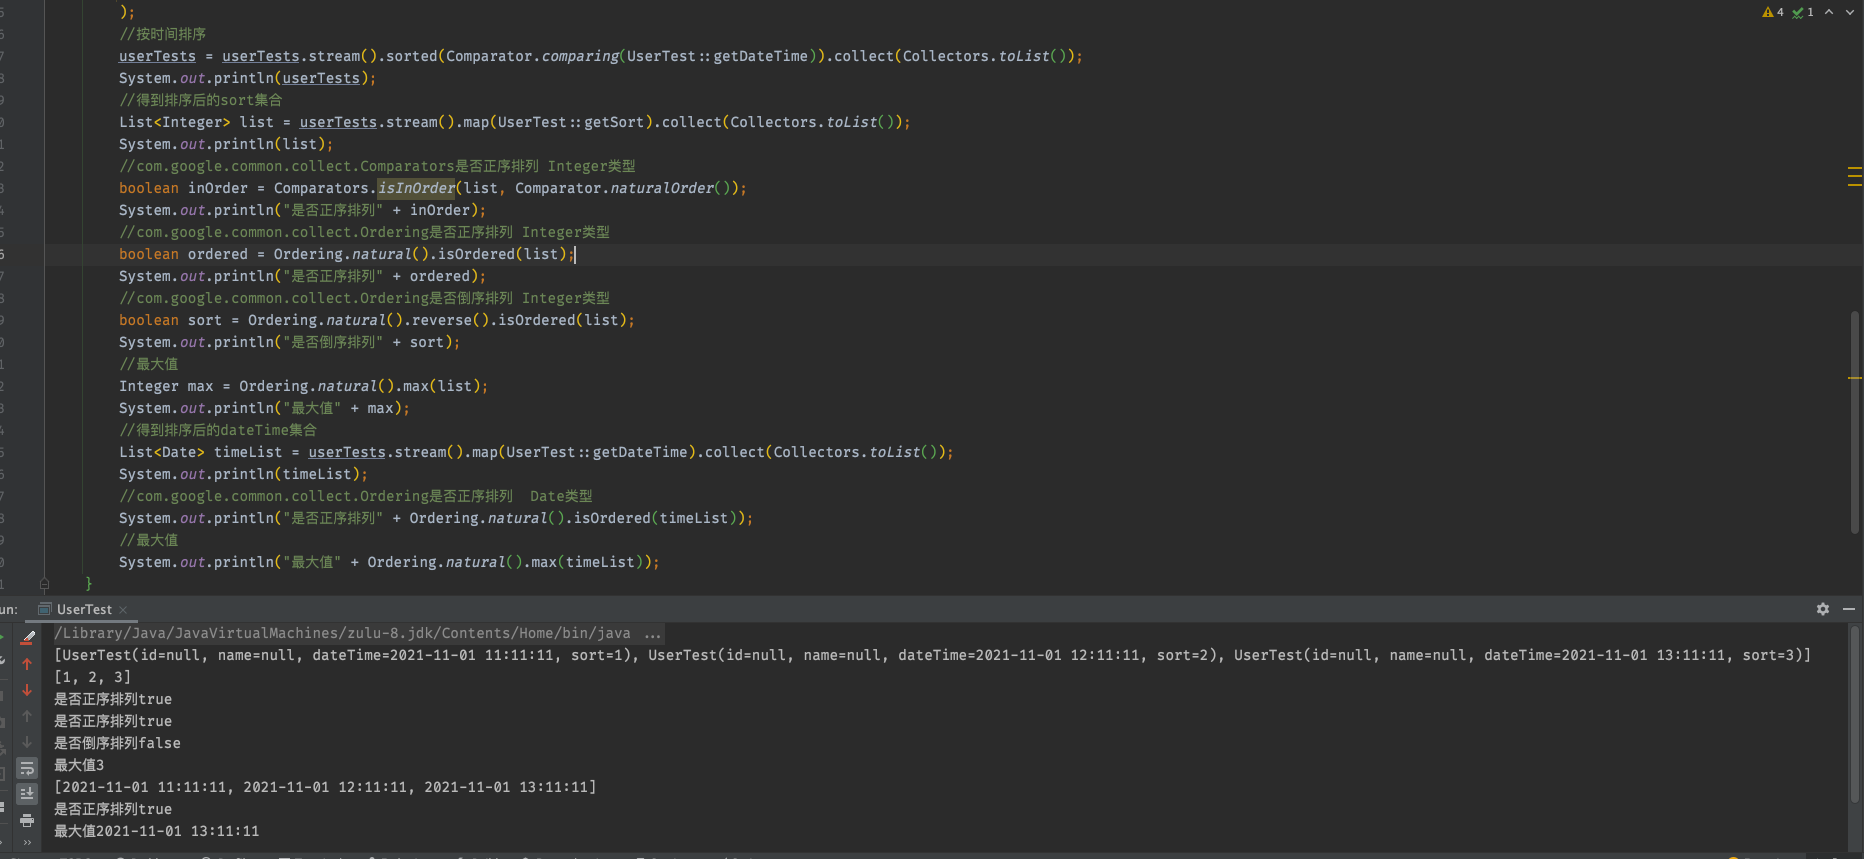 );
//按时间排序
userTests = userTests.stream().sorted(Comparator.comparing(UserTest::getDateTime)).collect(Collectors.toList());
System.out.println(userTests);
//得到排序后的sort集合
List<Integer> list = userTests.stream().map(UserTest::getSort).collect(Collectors.toList());
System.out.println(list);
//com.google.common.collect.Comparators是否正序排列 Integer类型
boolean inOrder = Comparators.isInOrder(list, Comparator.naturalOrder());
System.out.println("是否正序排列" + inOrder);
//com.google.common.collect.Ordering是否正序排列 Integer类型
boolean ordered = Ordering.natural().isOrdered(list);
System.out.println("是否正序排列" + ordered);
//com.google.common.collect.Ordering是否倒序排列 Integer类型
boolean sort = Ordering.natural().reverse().isOrdered(list);
System.out.println("是否倒序排列" + sort);
//最大值
Integer max = Ordering.natural().max(list);
System.out.println("最大值" + max);
//得到排序后的dateTime集合
List<Date> timeList = userTests.stream().map(UserTest::getDateTime).collect(Collectors.toList());
System.out.println(timeList);
//com.google.common.collect.Ordering是否正序排列  Date类型
System.out.println("是否正序排列" + Ordering.natural().isOrdered(timeList));
//最大值
System.out.println("最大值" + Ordering.natural().max(timeList));
}
4 1
un: UserTest
/Library/Java/JavaVirtualMachines/zulu-8.jdk/Contents/Home/bin/java ...
[UserTest(id=null, name=null, dateTime=2021-11-01 11:11:11, sort=1), UserTest(id=null, name=null, dateTime=2021-11-01 12:11:11, sort=2), UserTest(id=null, name=null, dateTime=2021-11-01 13:11:11, sort=3)]
[1, 2, 3]
是否正序排列true
是否正序排列true
是否倒序排列false
最大值3
[2021-11-01 11:11:11, 2021-11-01 12:11:11, 2021-11-01 13:11:11]
是否正序排列true
最大值2021-11-01 13:11:11